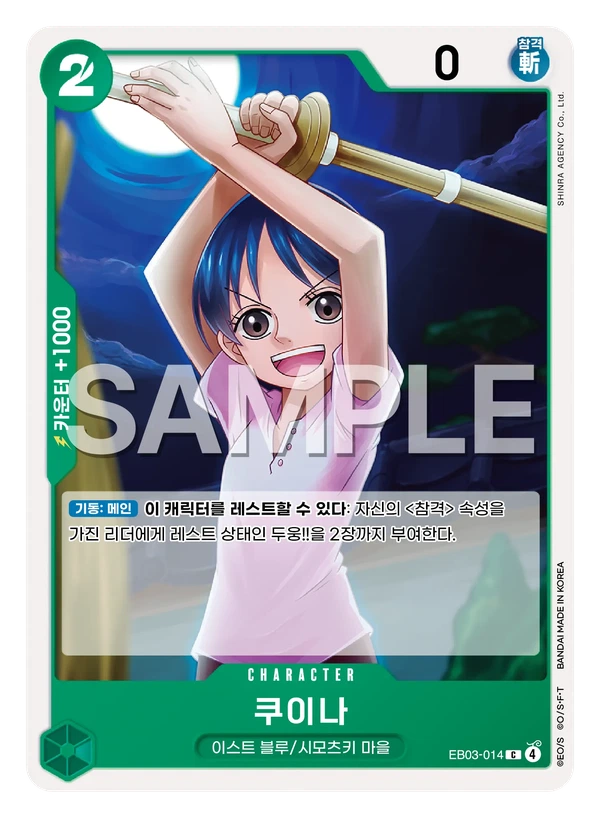 2
0
참격
斬
SHINRA AGENCY Co., Ltd.
카운터 +1000
SAMPLE
기동: 메인 이 캐릭터를 레스트할 수 있다: 자신의 <참격> 속성을
가진 리더에게 레스트 상태인 두웅!!을 2장까지 부여한다.
CHARACTER
쿠이나
이스트 블루/시모츠키 마을
EB03-014 C 4
©EO/S ©O/S·F·T BANDAI MADE IN KOREA